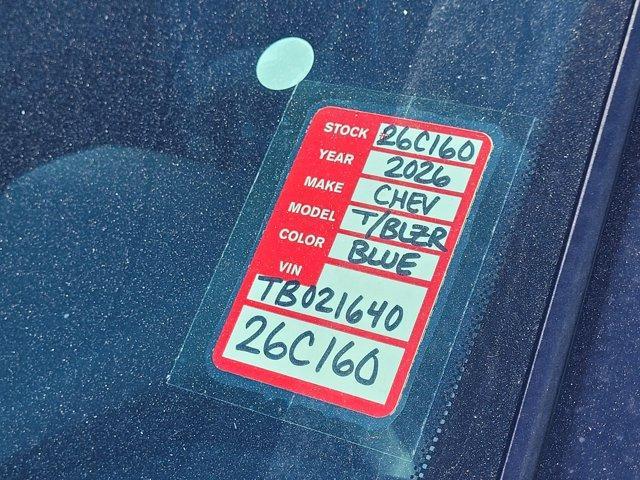 STOCK 26C160
YEAR 2026
MAKE CHEV
MODEL T/BLZR
COLOR BLUE
VIN
TB021640
26C160